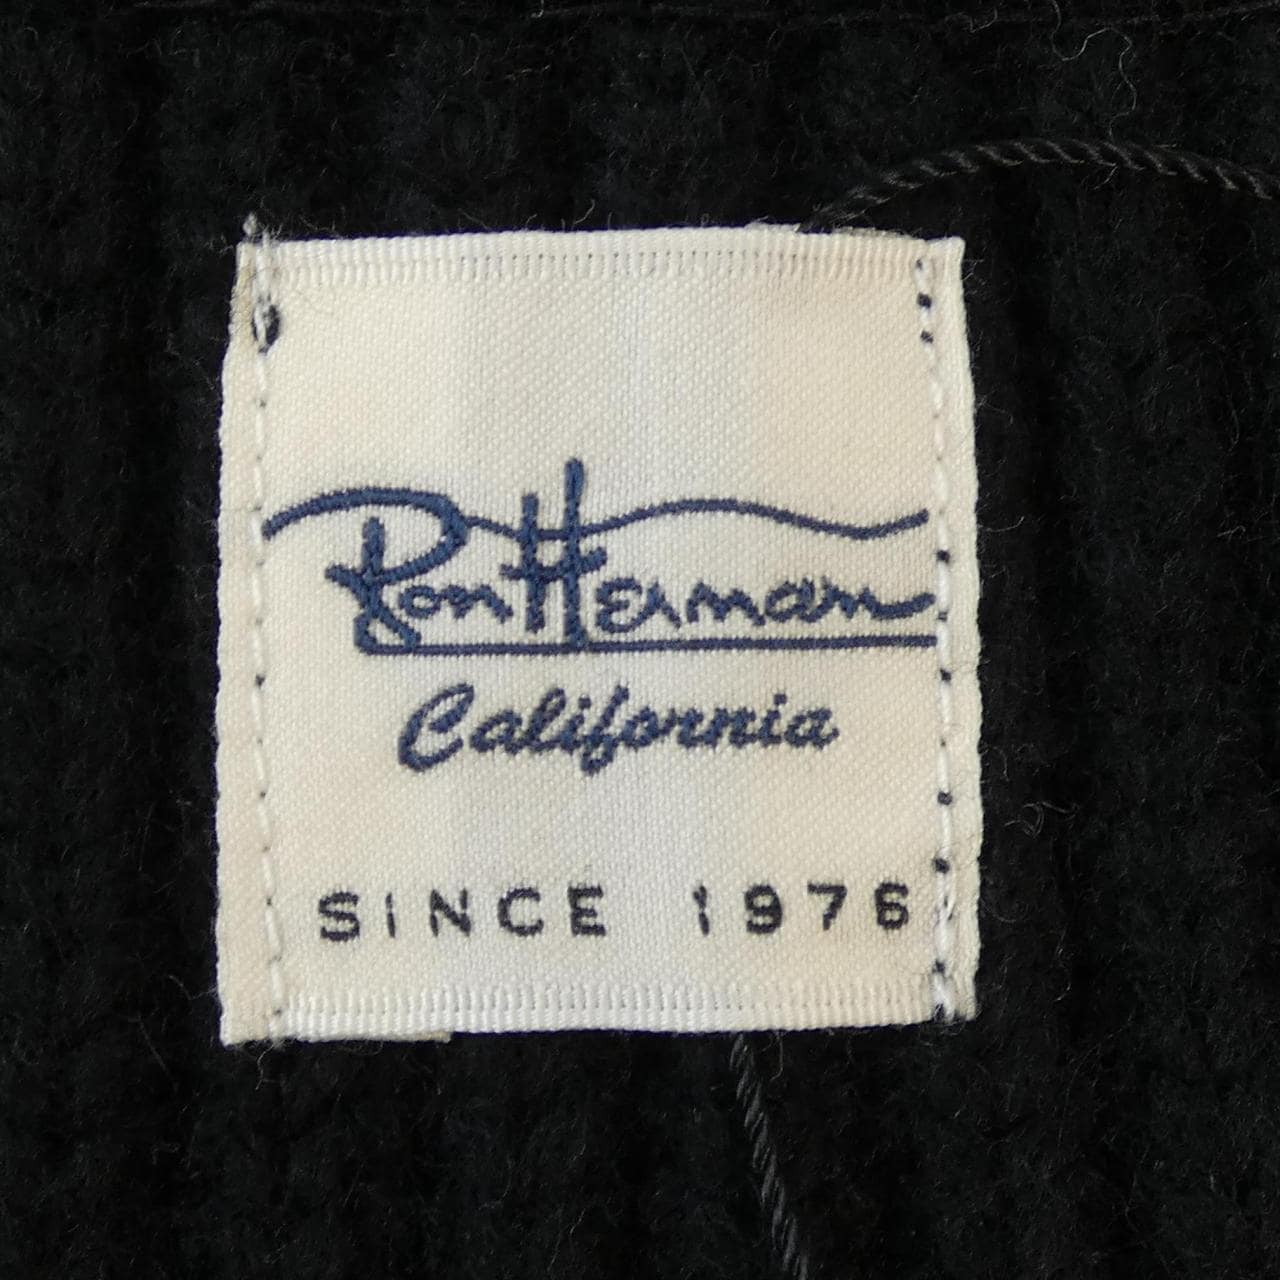 Ron Herman
California
SINCE 1976